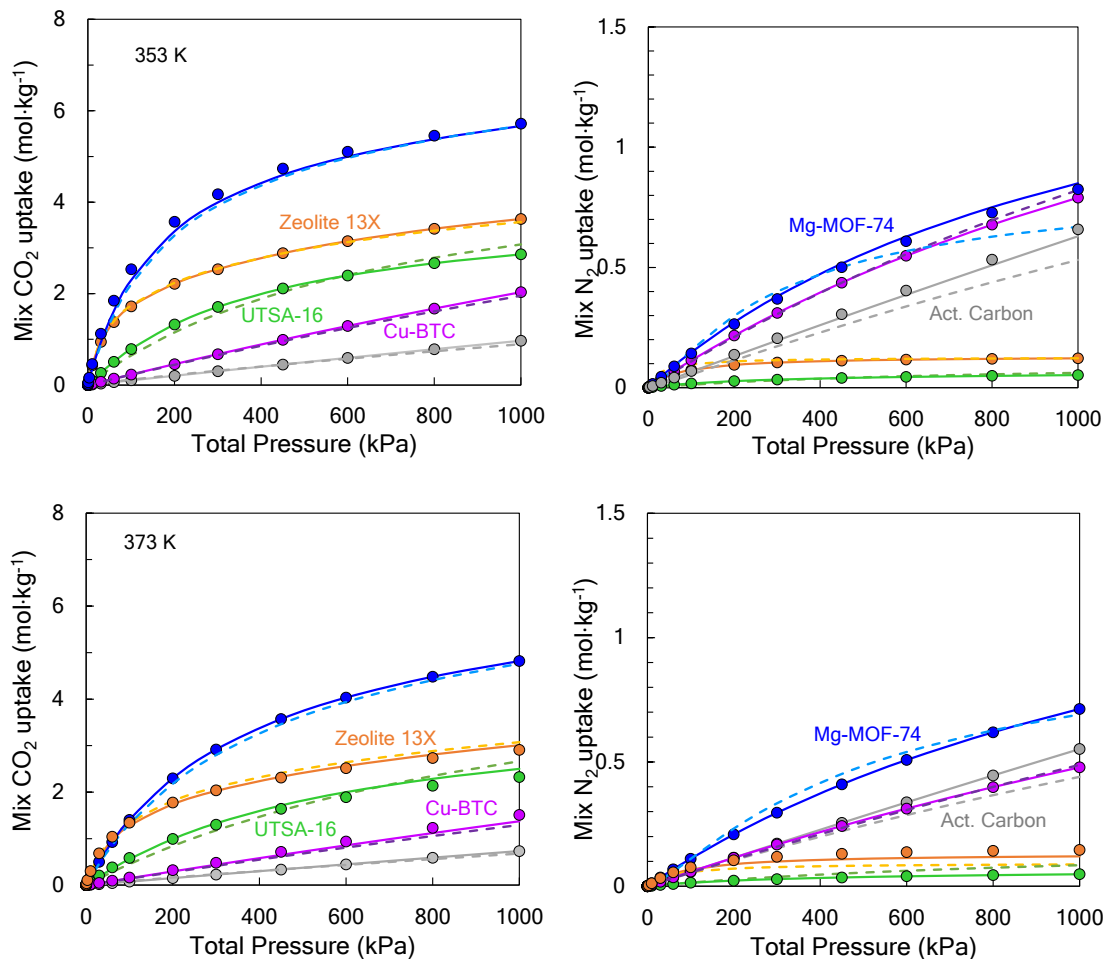 8
6
4
2
0
353 K
Zeolite 13X
UTSA-16
Cu-BTC
0 200 400 600 800 1000
Total Pressure (kPa)
Mix CO₂ uptake (mol·kg⁻¹)
1.5
1
0.5
0
Mg-MOF-74
Act. Carbon
0 200 400 600 800 1000
Total Pressure (kPa)
Mix N₂ uptake (mol·kg⁻¹)
8
6
4
2
0
373 K
Zeolite 13X
UTSA-16
Cu-BTC
0 200 400 600 800 1000
Total Pressure (kPa)
Mix CO₂ uptake (mol·kg⁻¹)
1.5
1
0.5
0
Mg-MOF-74
Act. Carbon
0 200 400 600 800 1000
Total Pressure (kPa)
Mix N₂ uptake (mol·kg⁻¹)